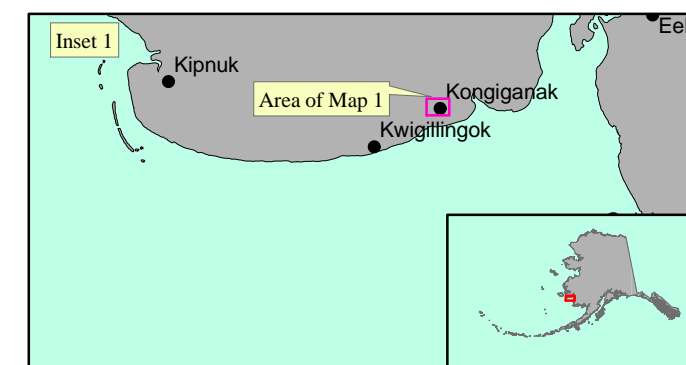 Inset 1
Kipnuk
Area of Map 1
Kongiganak
Kwigillingok